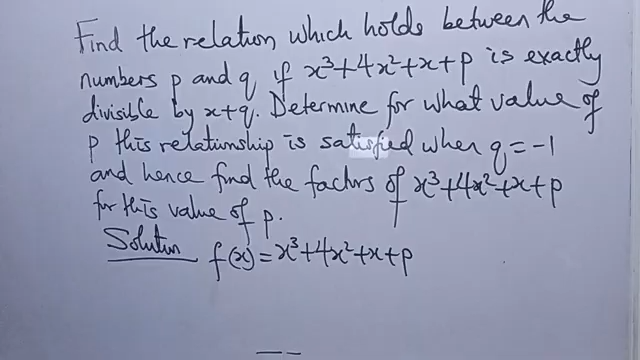 Find the relation which holds between the
numbers p and q if x³+4x²+x+p is exactly
divisible by x+q. Determine for what value of
p this relationship is satisfied when q=-1
and hence find the factors of x³+4x²+x+p
for this value of p.
Solution f(x)=x³+4x²+x+p